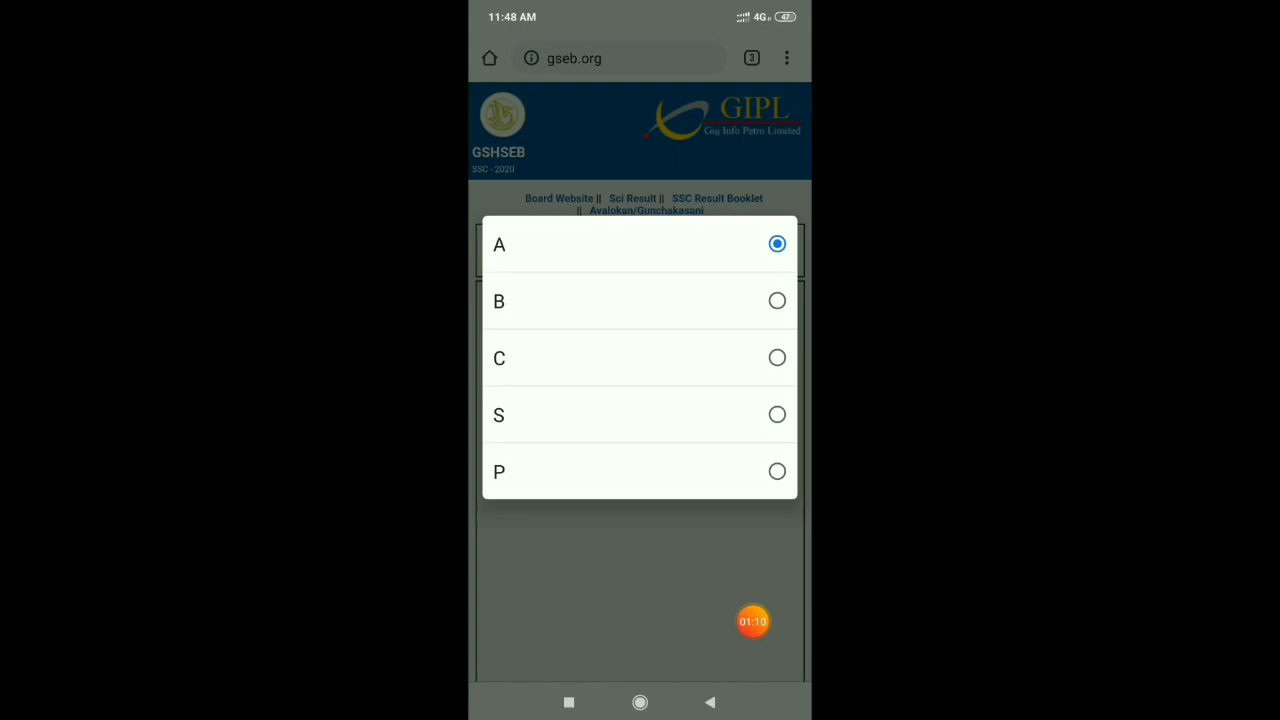 11:48 AM
4G
47
gseb.org
3
GIPL
Guj Info Petro Limited
GSHSEB
SSC - 2020
Board Website || Sci Result || SSC Result Booklet
|| Avalokan/Gunchakasani
A
B
C
S
P
01:10